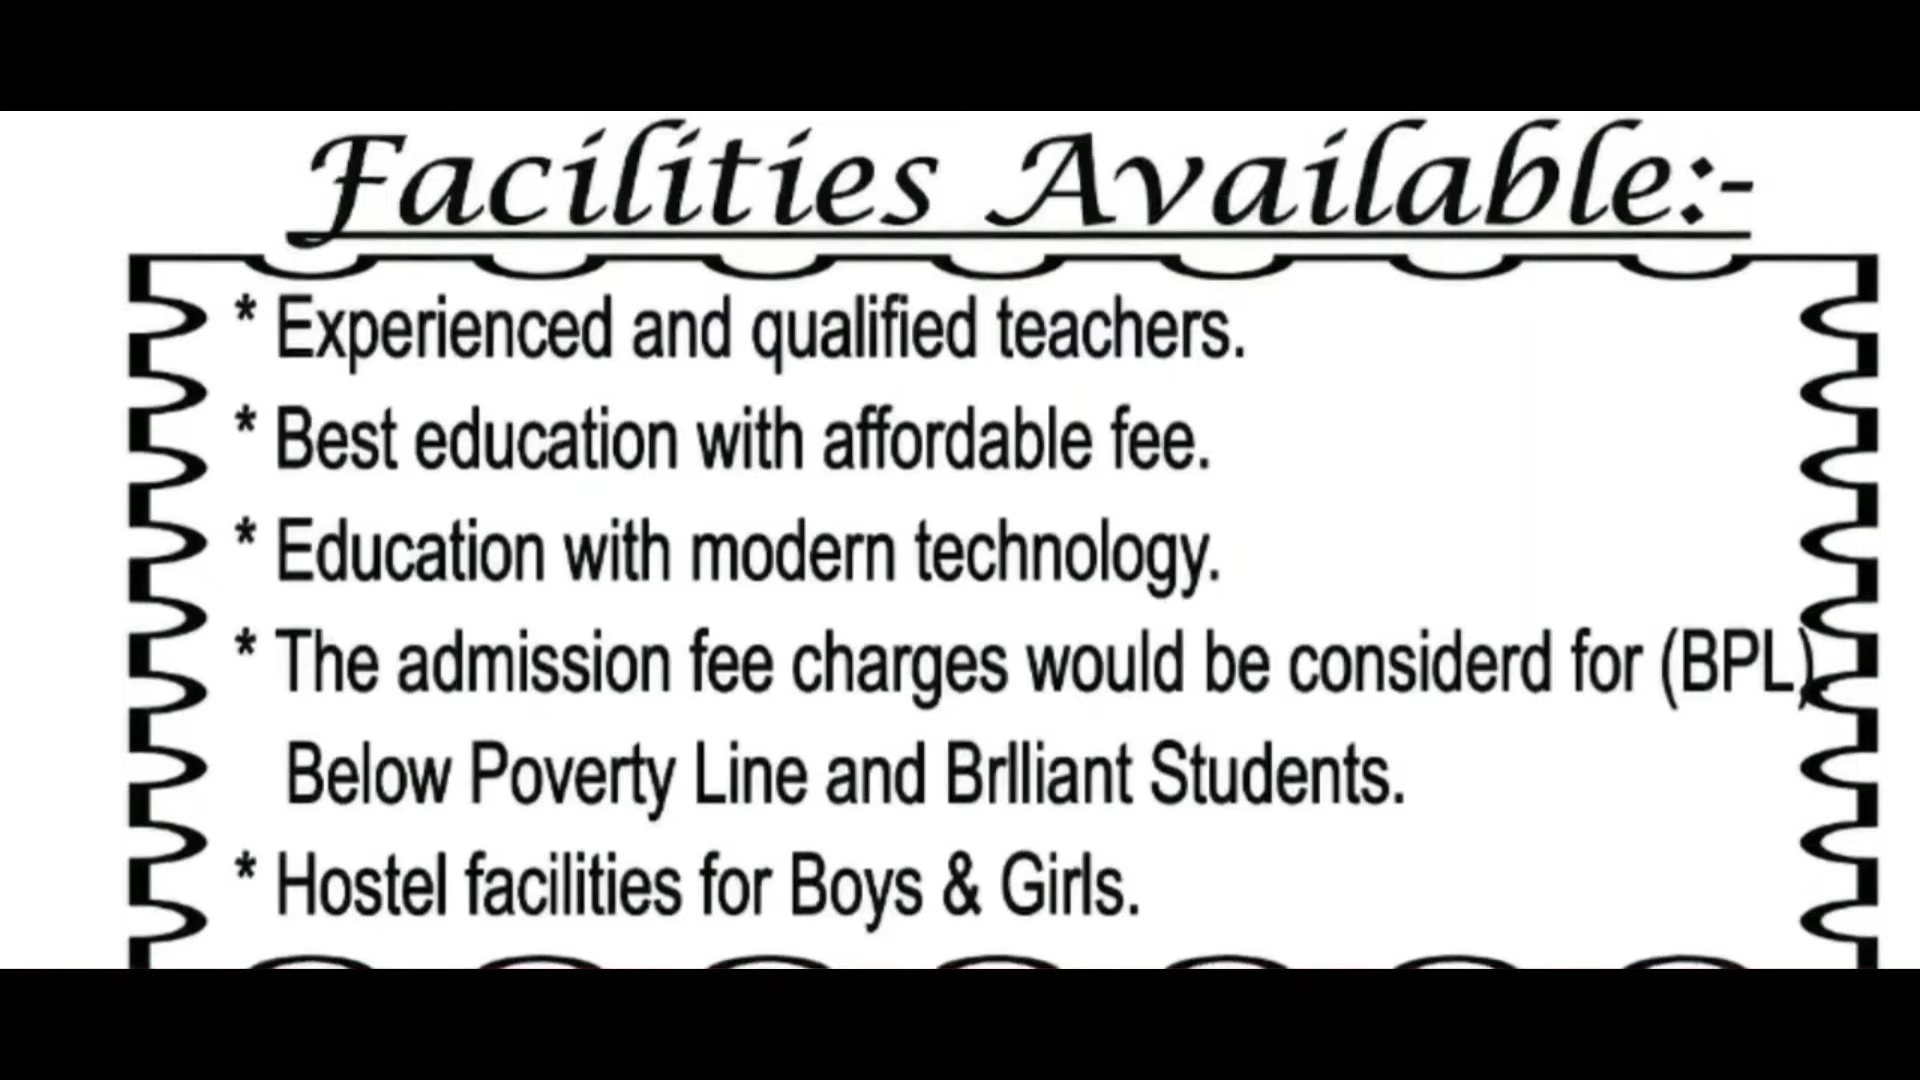 Facilities Available:-
* Experienced and qualified teachers.
* Best education with affordable fee.
* Education with modern technology.
* The admission fee charges would be considerd for (BPL)
Below Poverty Line and Brlliant Students.
* Hostel facilities for Boys & Girls.